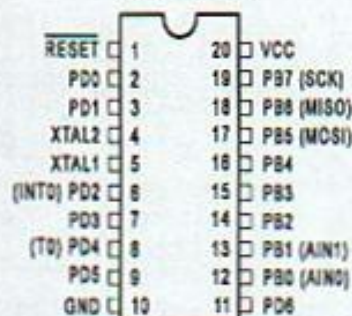 RESET 1 20 VCC
PD0 2 19 PB7 (SCK)
PD1 3 18 PB6 (MISO)
XTAL2 4 17 PB5 (MOSI)
XTAL1 5 16 PB4
(INT0) PD2 6 15 PB3
PD3 7 14 PB2
(T0) PD4 8 13 PB1 (AIN1)
PD5 9 12 PB0 (AIN0)
GND 10 11 PD6